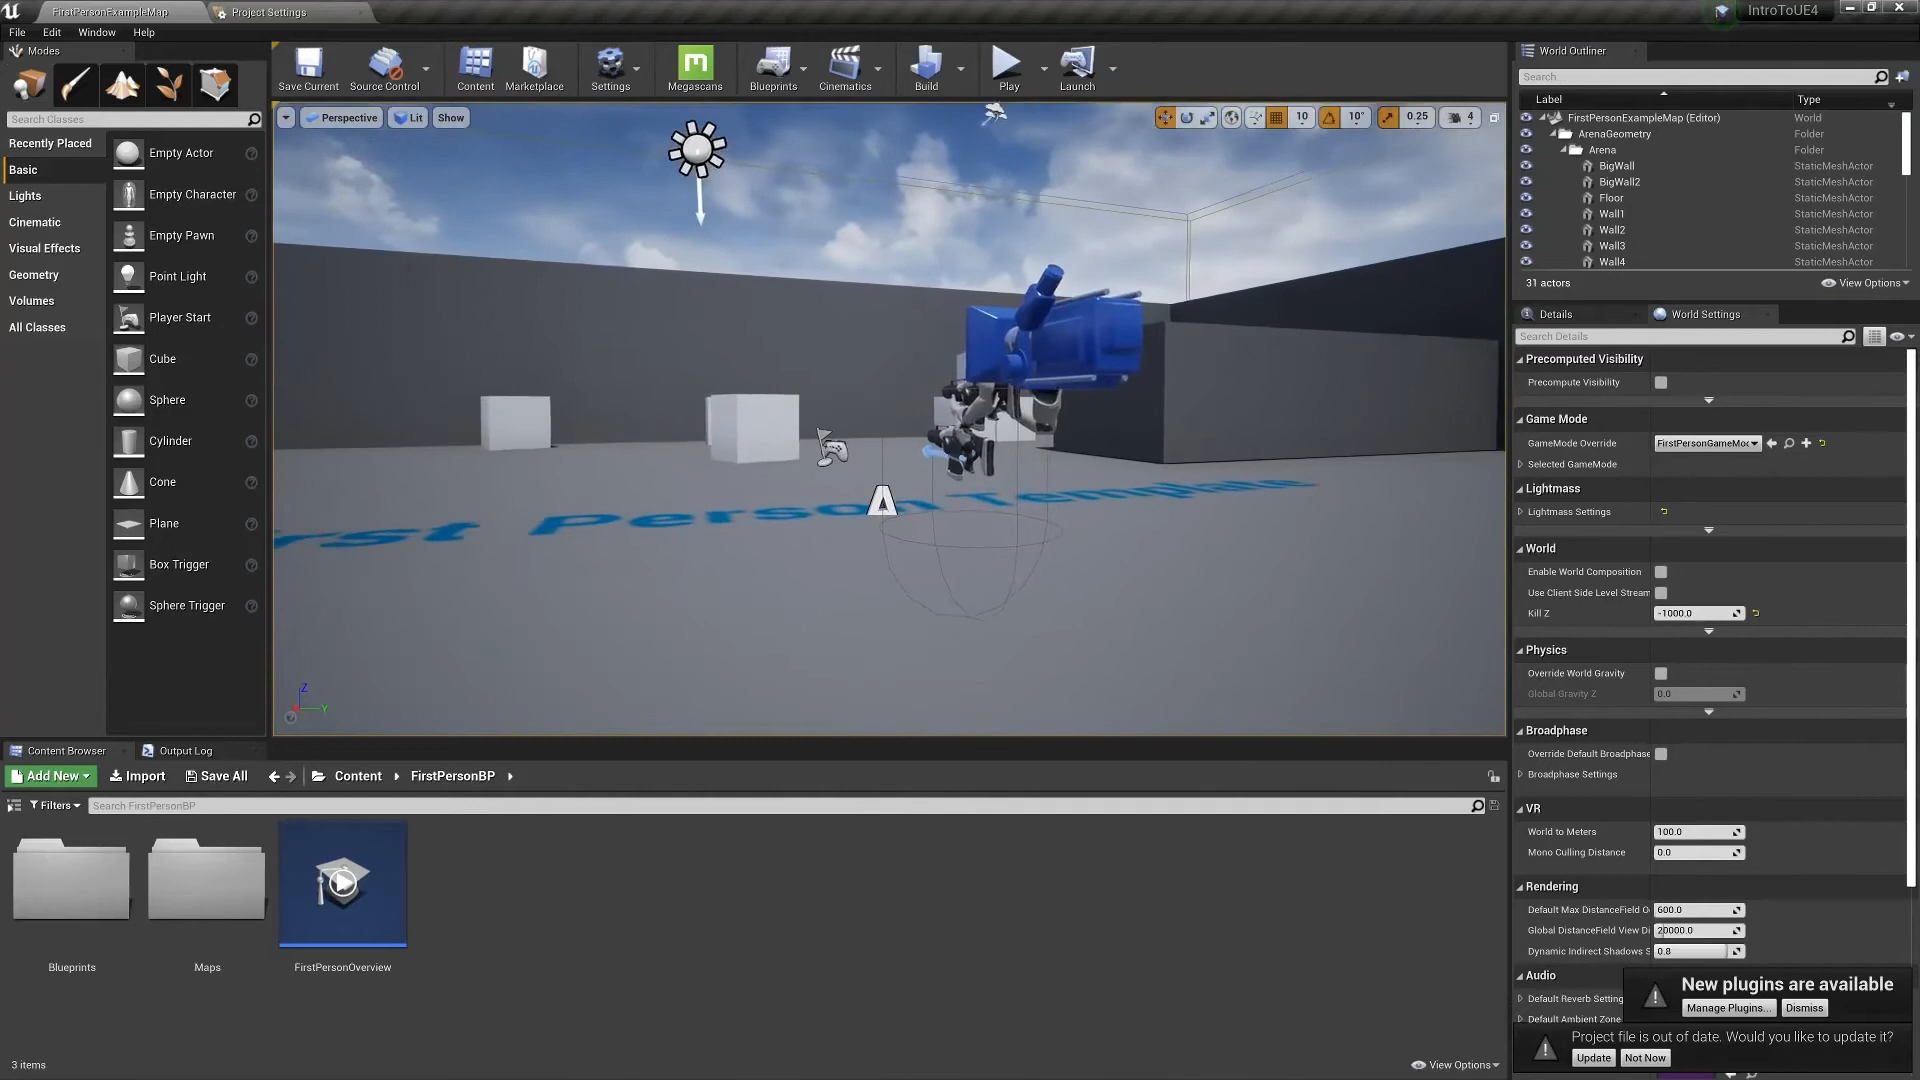 FirstPersonExampleMap
Project Settings
IntroToUE4
File Edit Window Help
Modes
Search Classes
Recently Placed
Basic
Lights
Cinematic
Visual Effects
Geometry
Volumes
All Classes
Empty Actor
Empty Character
Empty Pawn
Point Light
Player Start
Cube
Sphere
Cylinder
Cone
Plane
Box Trigger
Sphere Trigger
Save Current
Source Control
Content
Marketplace
Settings
Megascans
Blueprints
Cinematics
Build
Play
Launch
Perspective
Lit
Show
10
10°
0.25
4
rst Person Template
Z
Y
World Outliner
Search...
Label Type
FirstPersonExampleMap (Editor) World
ArenaGeometry Folder
Arena Folder
BigWall StaticMeshActor
BigWall2 StaticMeshActor
Floor StaticMeshActor
Wall1 StaticMeshActor
Wall2 StaticMeshActor
Wall3 StaticMeshActor
Wall4 StaticMeshActor
31 actors
View Options
Details
World Settings
Search Details
Precomputed Visibility
Precompute Visibility
Game Mode
GameMode Override FirstPersonGameMod
Selected GameMode
Lightmass
Lightmass Settings
World
Enable World Composition
Use Client Side Level Stream
Kill Z -1000.0
Physics
Override World Gravity
Global Gravity Z 0.0
Broadphase
Override Default Broadphase
Broadphase Settings
VR
World to Meters 100.0
Mono Culling Distance 0.0
Rendering
Default Max DistanceField O 600.0
Global DistanceField View Di 20000.0
Dynamic Indirect Shadows S 0.8
Audio
Default Reverb Setting
Default Ambient Zone
New plugins are available
Manage Plugins... Dismiss
Project file is out of date. Would you like to update it?
Update Not Now
Content Browser
Output Log
Add New
Import
Save All
Content
FirstPersonBP
Filters
Search FirstPersonBP
Blueprints
Maps
FirstPersonOverview
3 items
View Options